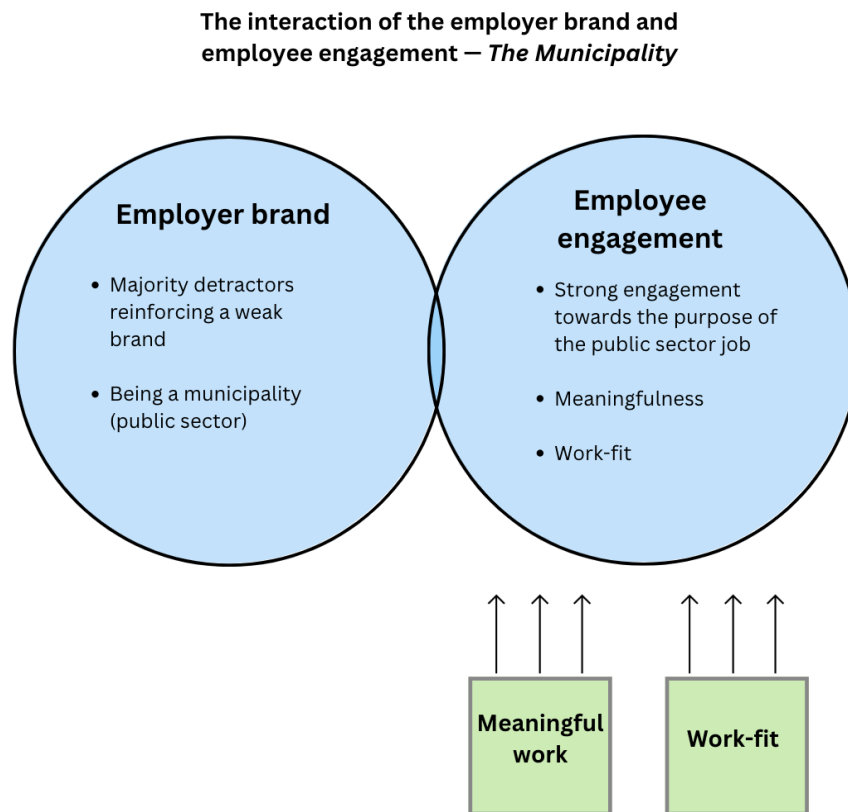 The interaction of the employer brand and
employee engagement — The Municipality
Employer brand
• Majority detractors
reinforcing a weak
brand
• Being a municipality
(public sector)
Employee
engagement
• Strong engagement
towards the purpose of
the public sector job
• Meaningfulness
• Work-fit
Meaningful
work
Work-fit